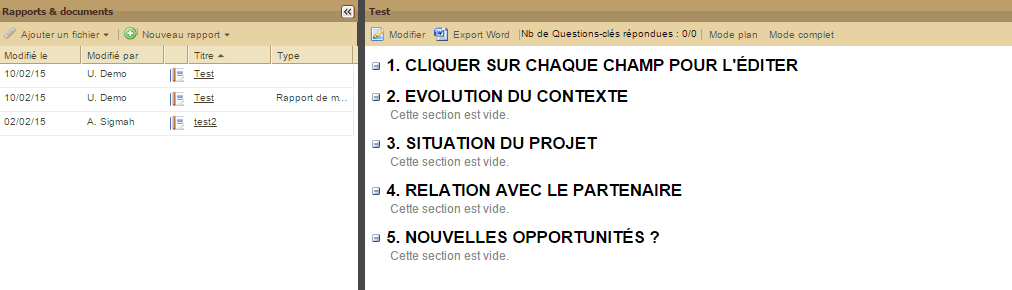 Rapports & documents
Ajouter un fichier Nouveau rapport
Modifié le Modifié par Titre Type
10/02/15 U. Demo Test
10/02/15 U. Demo Test Rapport de m...
02/02/15 A. Sigmah test2
Test
Modifier Export Word Nb de Questions-clés répondues : 0/0 Mode plan Mode complet
1. CLIQUER SUR CHAQUE CHAMP POUR L'ÉDITER
2. EVOLUTION DU CONTEXTE
Cette section est vide.
3. SITUATION DU PROJET
Cette section est vide.
4. RELATION AVEC LE PARTENAIRE
Cette section est vide.
5. NOUVELLES OPPORTUNITÉS ?
Cette section est vide.